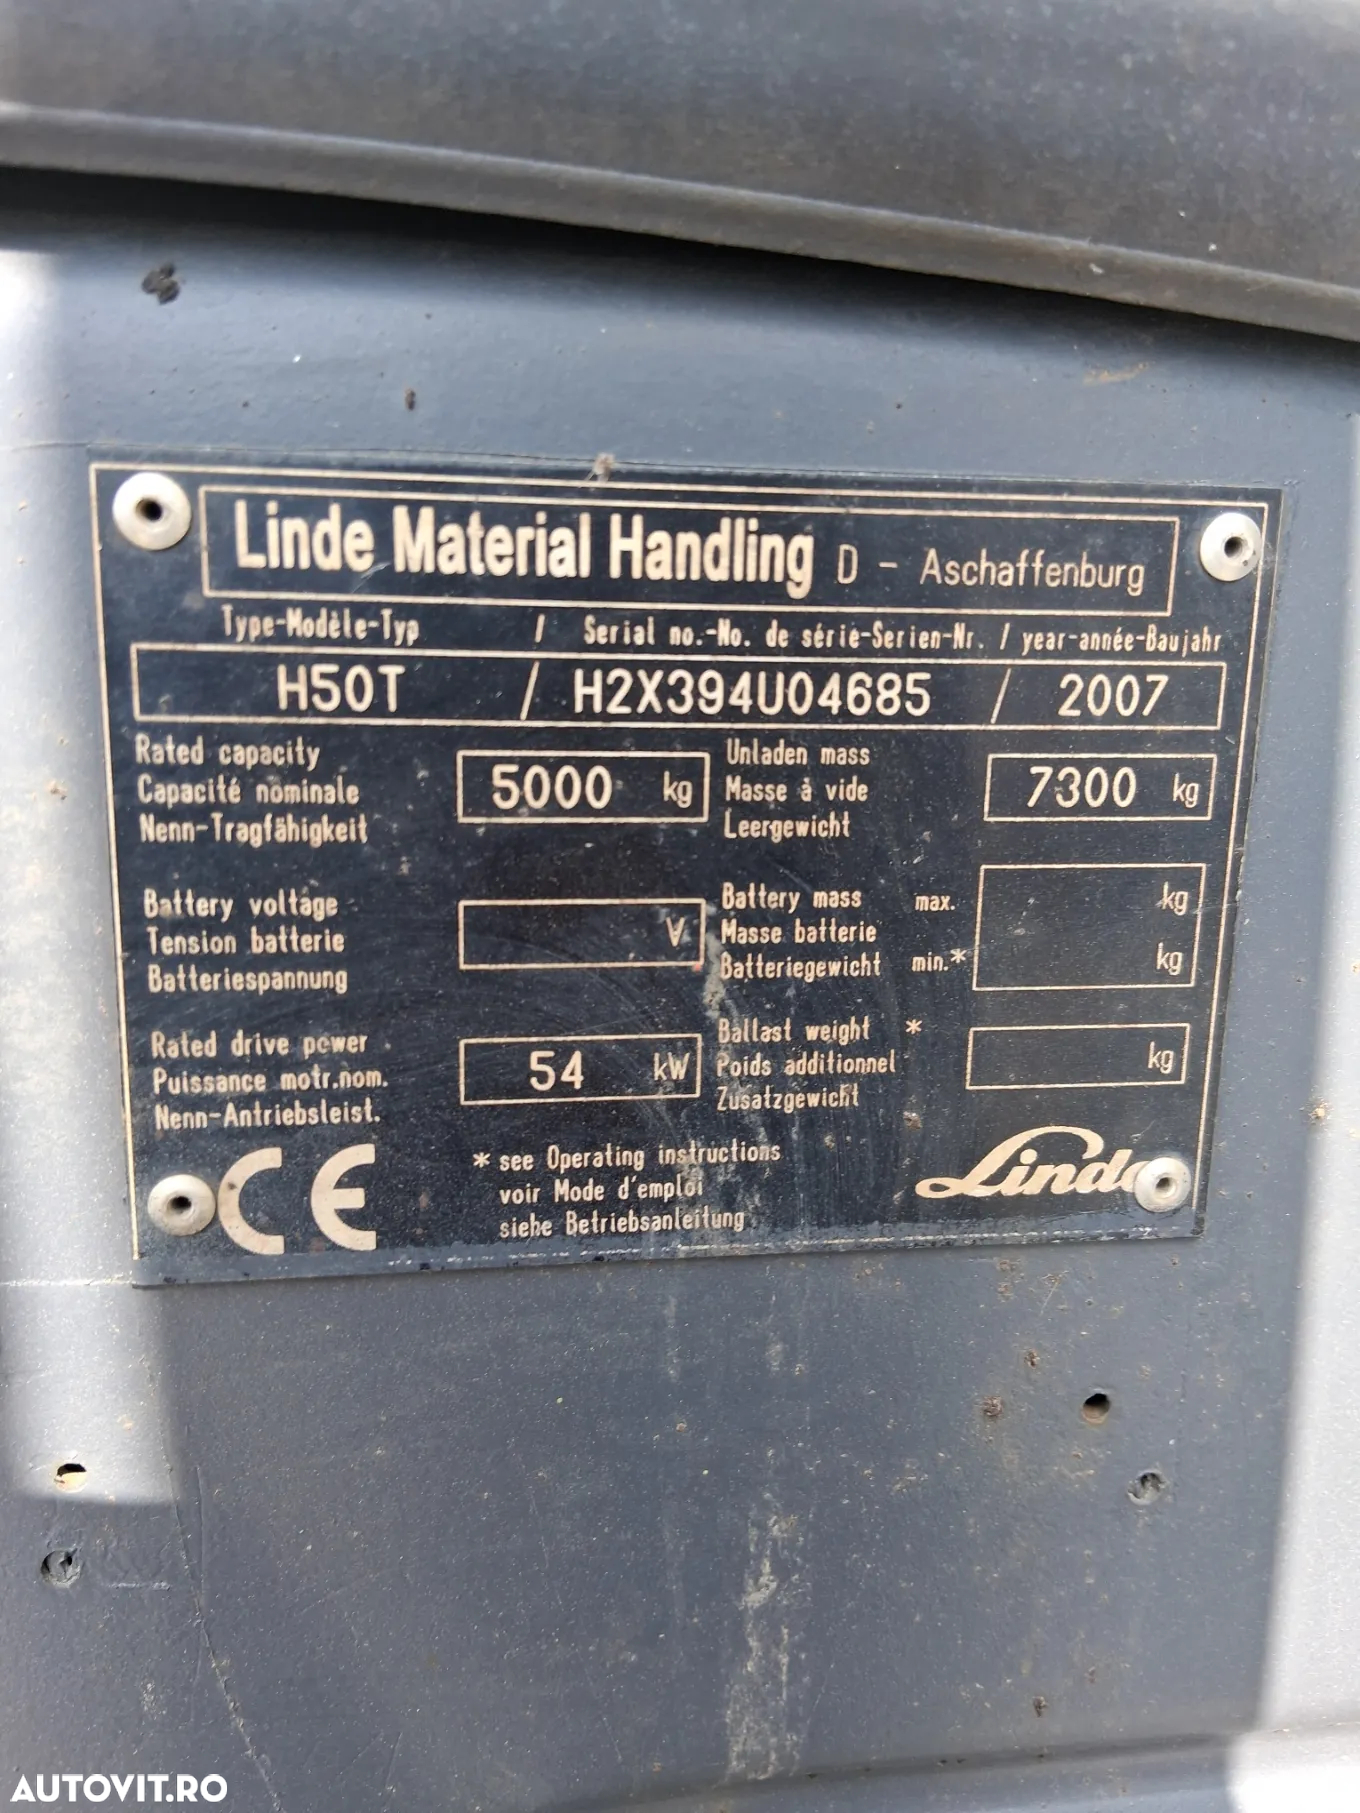 Linde Material Handling D - Aschaffenburg
Type-Modèle-Typ / Serial no.-No. de série-Serien-Nr. / year-année-Baujahr
H50T / H2X394U04685 / 2007
Rated capacity
Capacité nominale
Nenn-Tragfähigkeit
5000 kg
Unladen mass
Masse à vide
Leergewicht
7300 kg
Battery voltage
Tension batterie
Batteriespannung
V
Battery mass max. kg
Masse batterie
Batteriegewicht min.* kg
Rated drive power
Puissance motr.nom.
Nenn-Antriebsleist.
54 kW
Ballast weight *
Poids additionnel
Zusatzgewicht
kg
CE
* see Operating instructions
voir Mode d'emploi
siehe Betriebsanleitung
Linde
AUTOVIT.RO